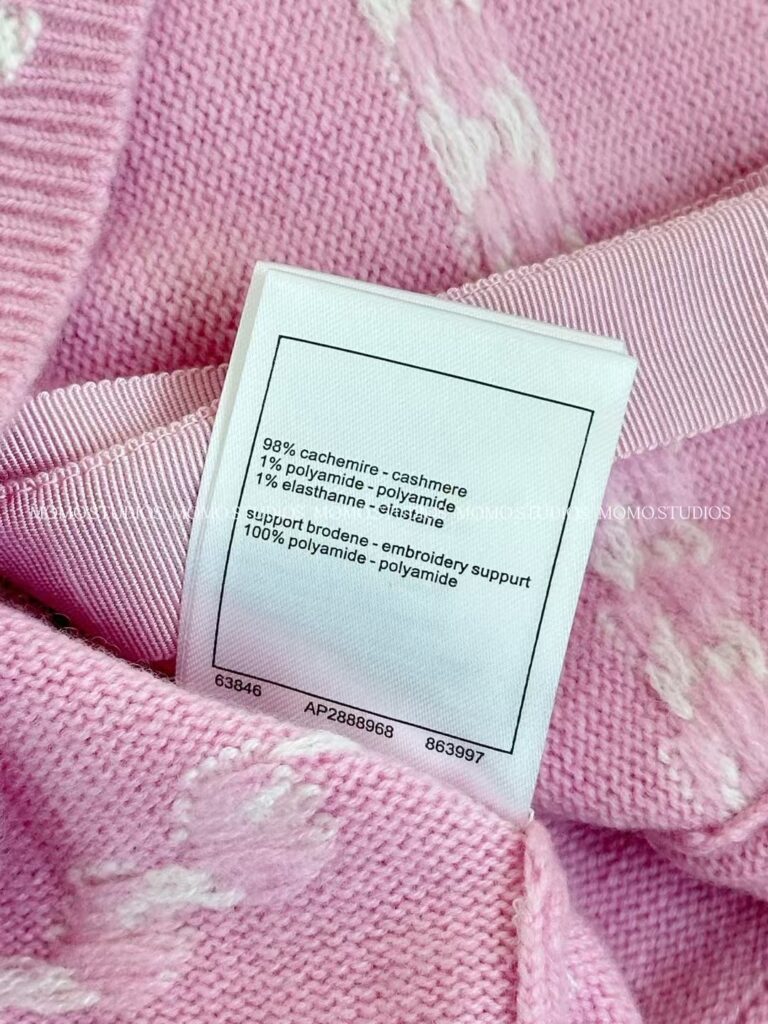 98% cachemire - cashmere
1% polyamide - polyamide
1% elasthanne - elastane
MOMO.STUDIOS MOMO.STUDIOS MOMO.STUDIOS MOMO.STUDIOS
support brodene - embroidery suppurt
100% polyamide - polyamide
63846 AP2888968 863997